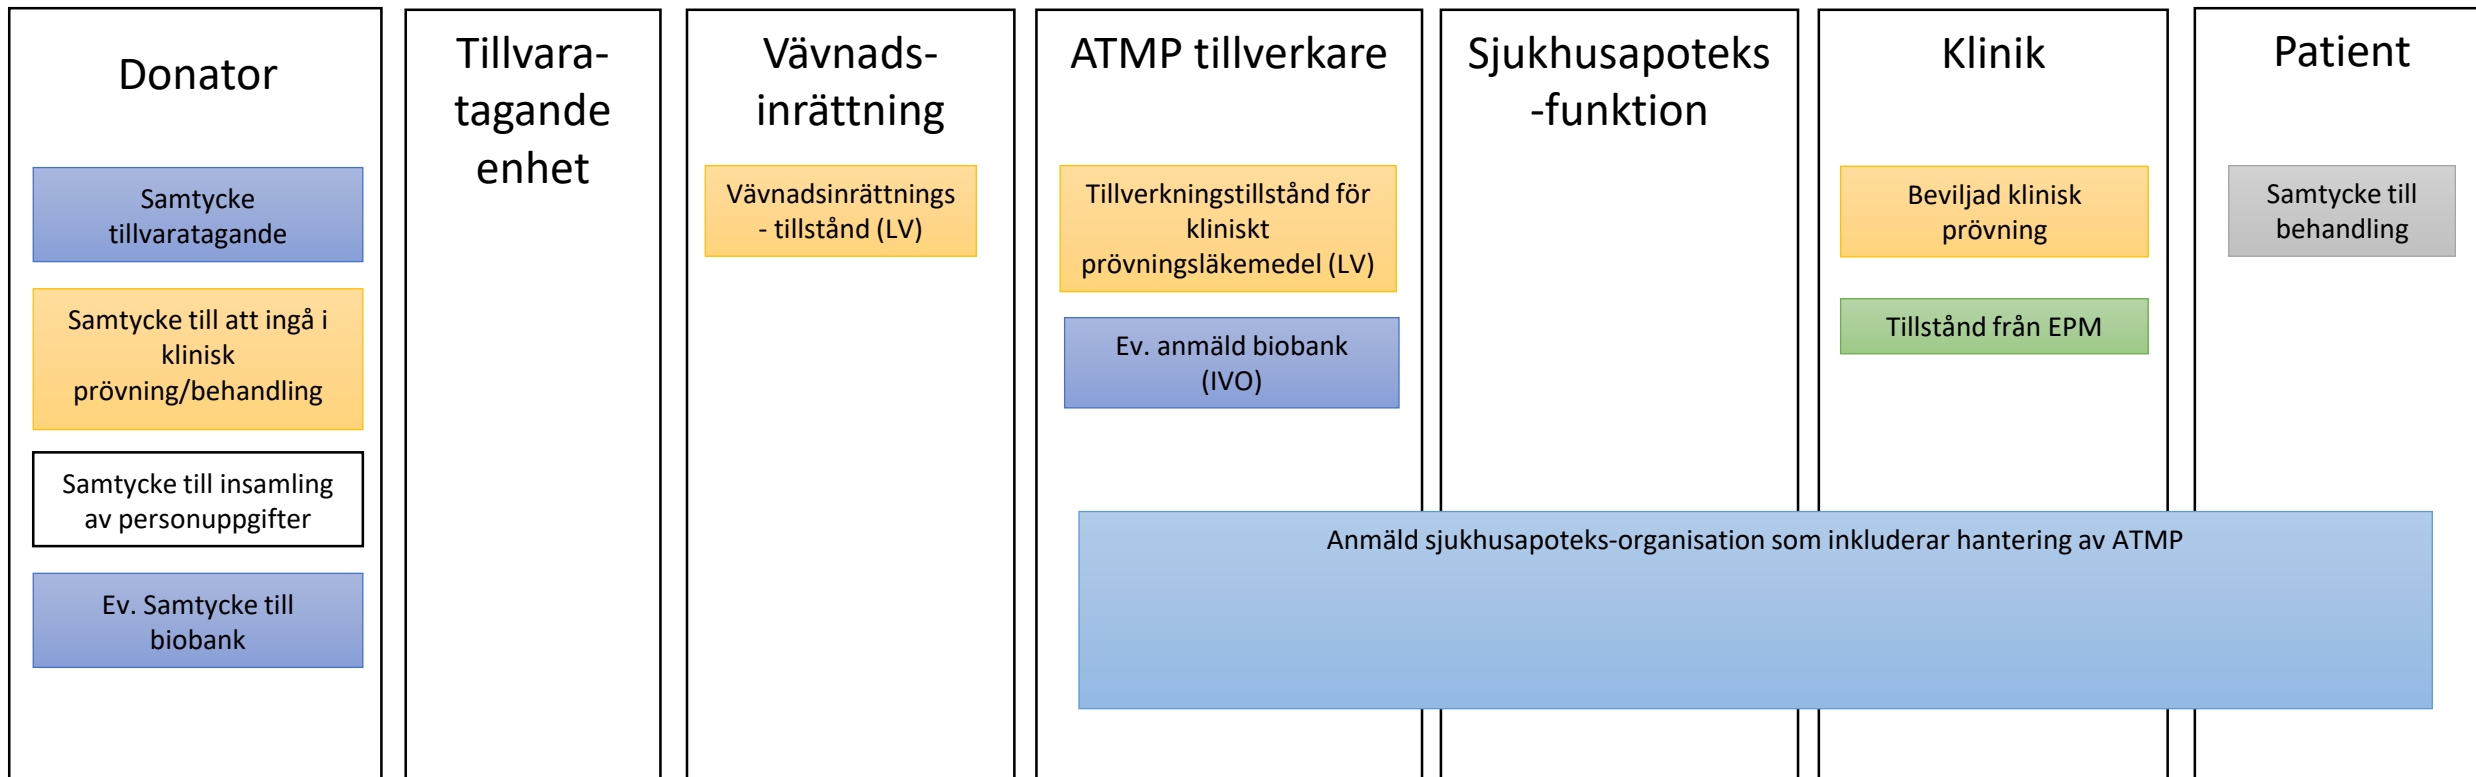 Donator
Samtycke
tillvaratagande
Samtycke till att ingå i
klinisk
prövning/behandling
Samtycke till insamling
av personuppgifter
Ev. Samtycke till
biobank
Tillvara-
tagande
enhet
Vävnads-
inrättning
Vävnadsinrättnings
- tillstånd (LV)
ATMP tillverkare
Tillverkningstillstånd för
kliniskt
prövningsläkemedel (LV)
Ev. anmäld biobank
(IVO)
Sjukhusapoteks
-funktion
Klinik
Beviljad klinisk
prövning
Tillstånd från EPM
Patient
Samtycke till
behandling
Anmäld sjukhusapoteks-organisation som inkluderar hantering av ATMP